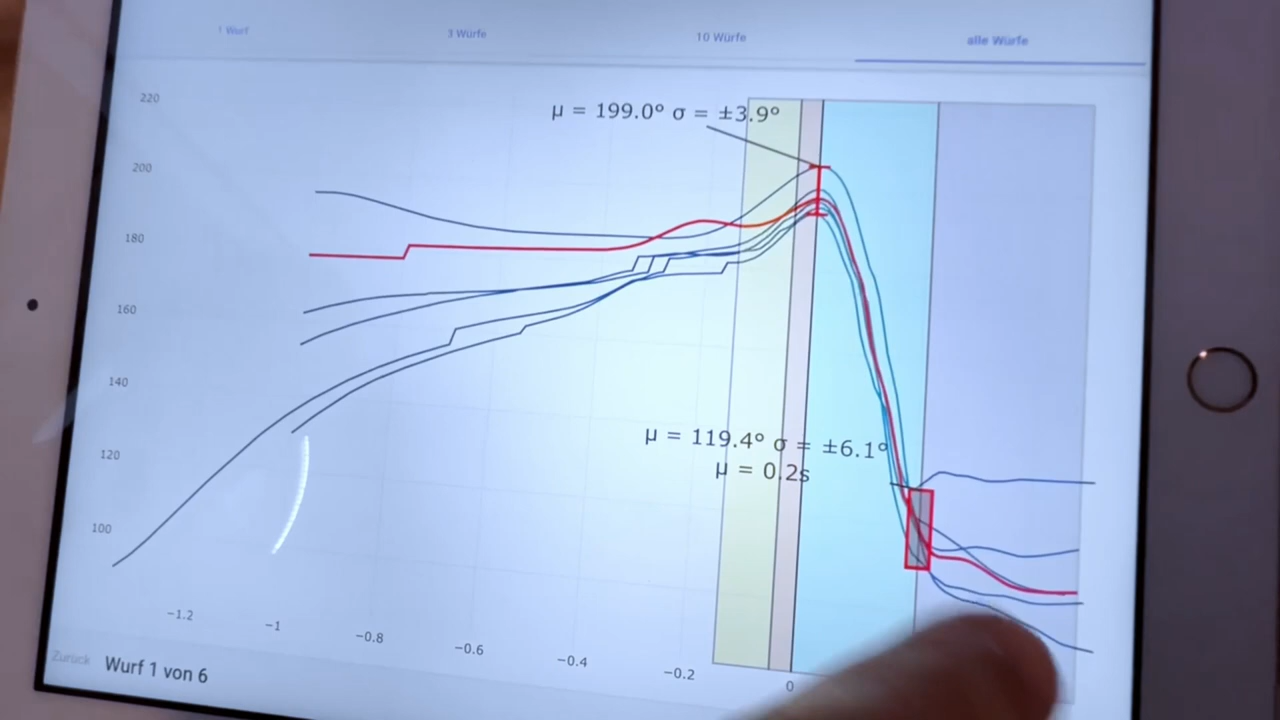 1 Wurf
3 Würfe
10 Würfe
alle Würfe
220
μ = 199.0° σ = ±3.9°
200
180
160
140
120
μ = 119.4° σ = ±6.1°
μ = 0.2s
100
−1.2
−1
−0.8
−0.6
−0.4
−0.2
0
Zurück
Wurf 1 von 6